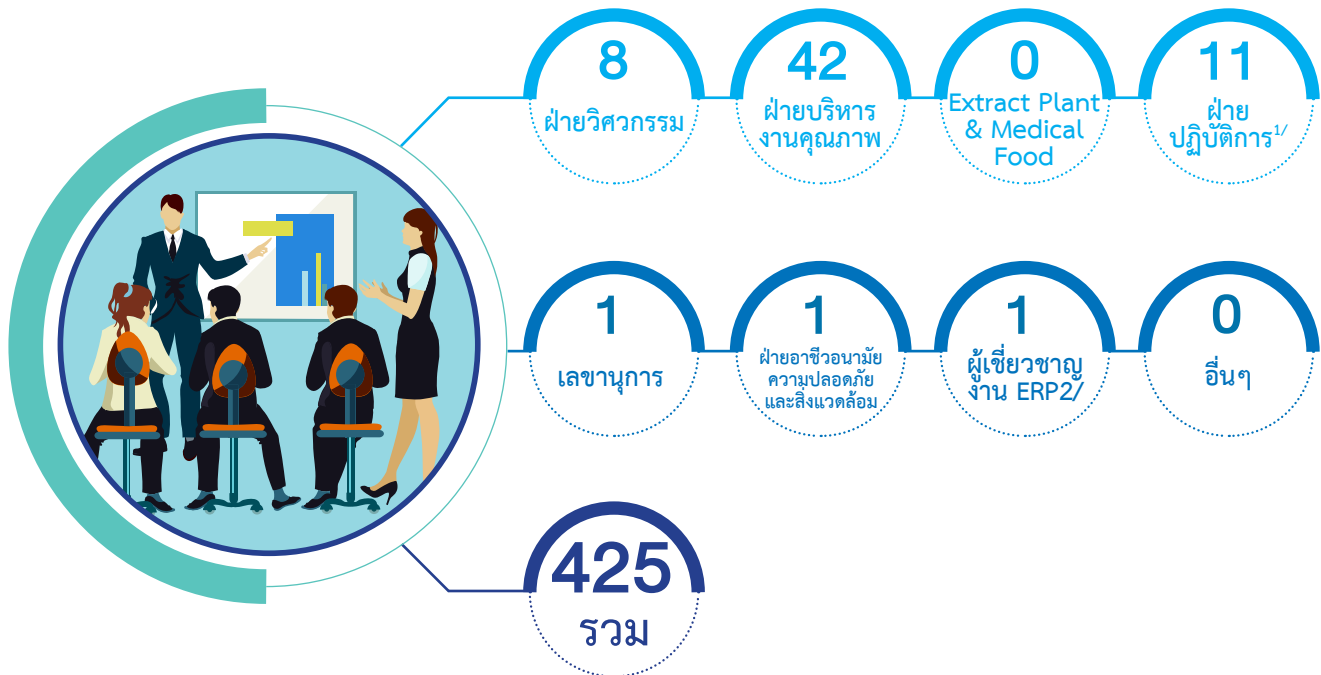 8
ฝ่ายวิศวกรรม
42
ฝ่ายบริหาร
งานคุณภาพ
0
Extract Plant
& Medical
Food
11
ฝ่าย
ปฏิบัติการ1/
1
เลขานุการ
1
ฝ่ายอาชีวอนามัย
ความปลอดภัย
และสิ่งแวดล้อม
1
ผู้เชี่ยวชาญ
งาน ERP2/
0
อื่นๆ
425
รวม